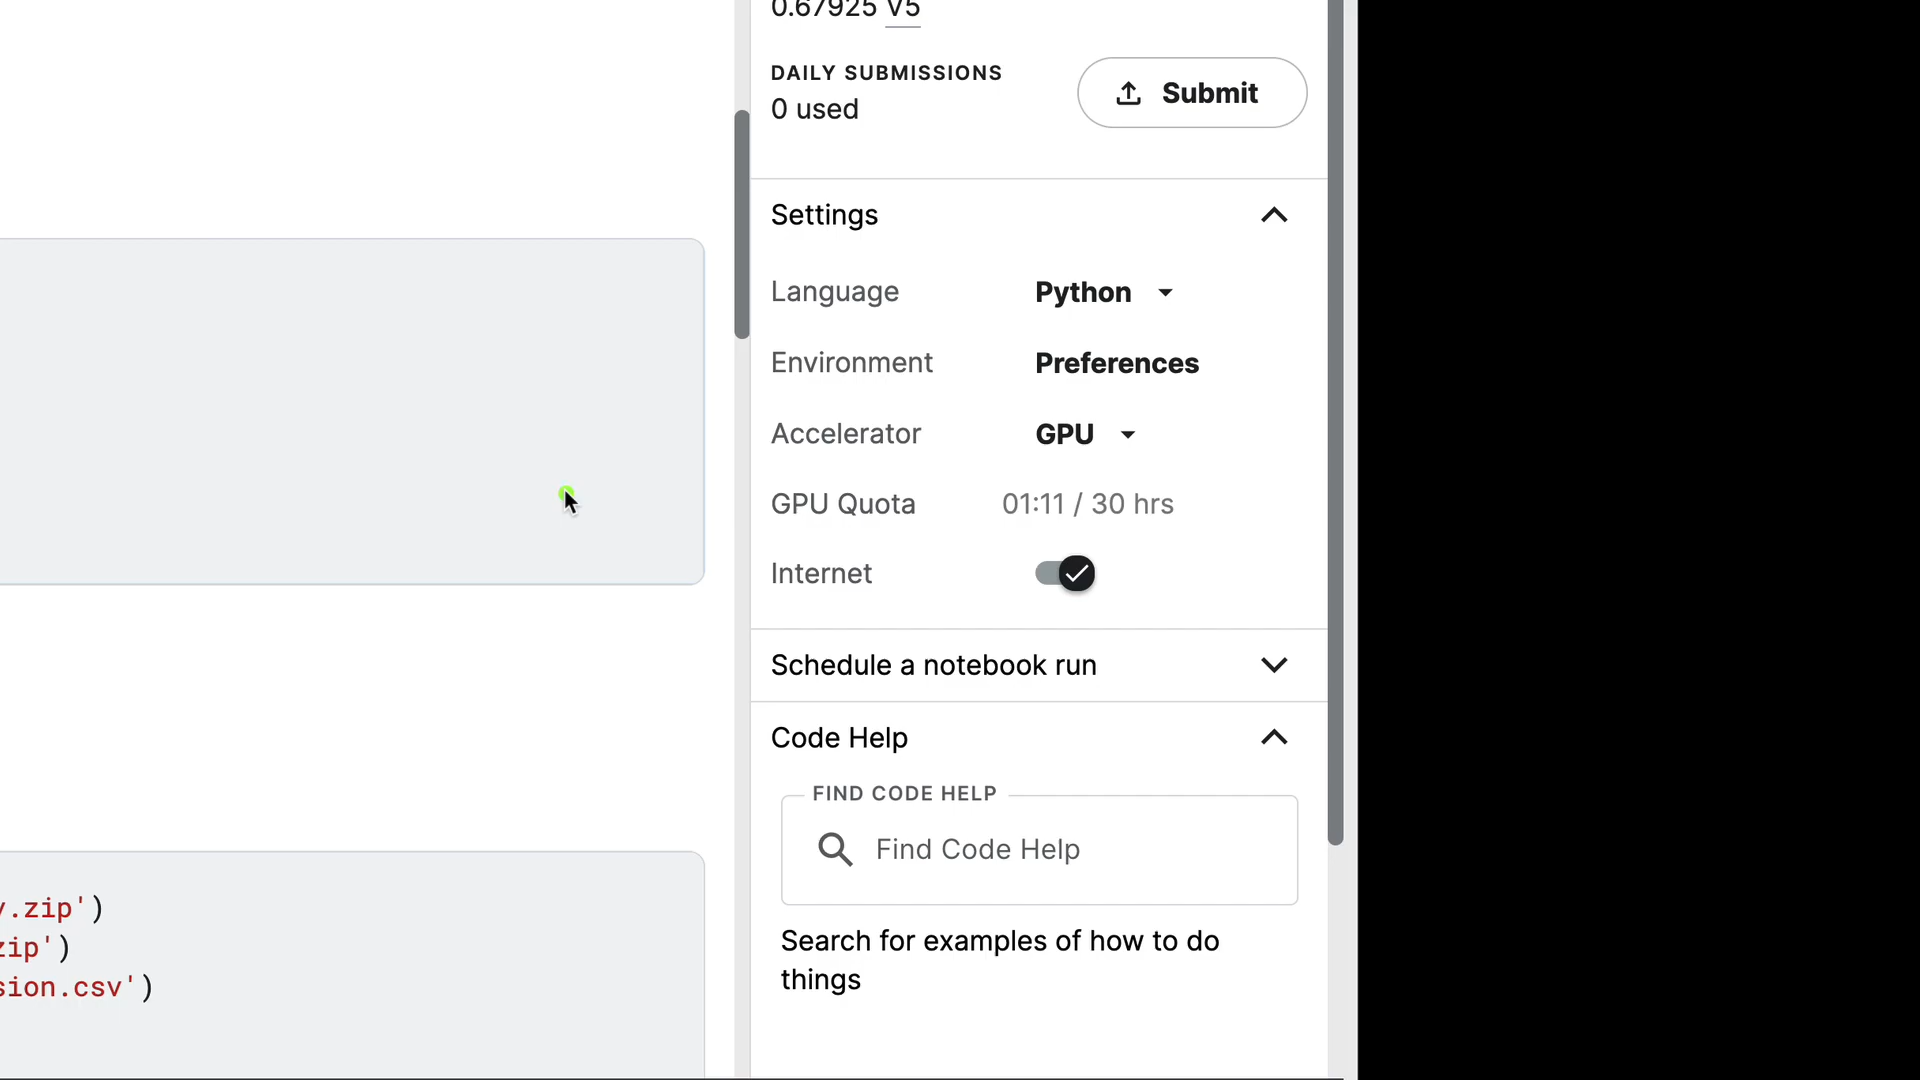 0.67925 V5
DAILY SUBMISSIONS
0 used
Submit
Settings
Language Python
Environment Preferences
Accelerator GPU
GPU Quota 01:11 / 30 hrs
Internet
Schedule a notebook run
Code Help
FIND CODE HELP
Find Code Help
.zip')
zip')
sion.csv')
Search for examples of how to do
things